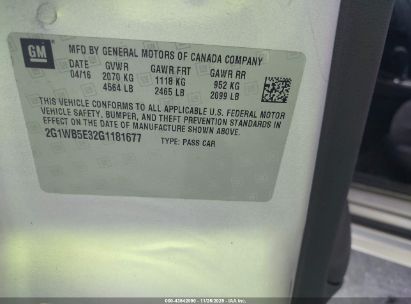 GM
MFD BY GENERAL MOTORS OF CANADA COMPANY
DATE GVWR GAWR FRT GAWR RR
04/16 2070 KG 1118 KG 952 KG
4564 LB 2465 LB 2099 LB
THIS VEHICLE CONFORMS TO ALL APPLICABLE U.S. FEDERAL MOTOR
VEHICLE SAFETY, BUMPER, AND THEFT PREVENTION STANDARDS IN
EFFECT ON THE DATE OF MANUFACTURE SHOWN ABOVE.
2G1WB5E32G1181677 TYPE: PASS CAR